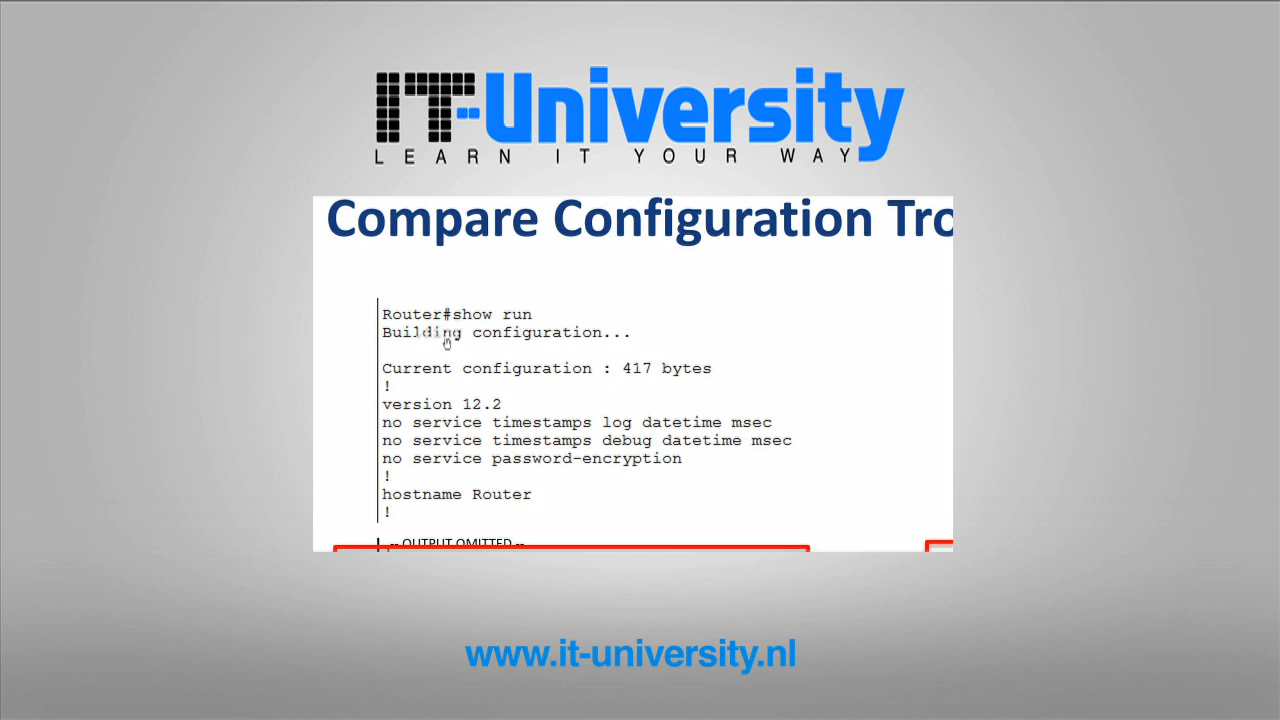 IT-University
LEARN IT YOUR WAY
Compare Configuration Tro
Router#show run
Building configuration...
Current configuration : 417 bytes
!
version 12.2
no service timestamps log datetime msec
no service timestamps debug datetime msec
no service password-encryption
!
hostname Router
!
-- OUTPUT OMITTED --
www.it-university.nl